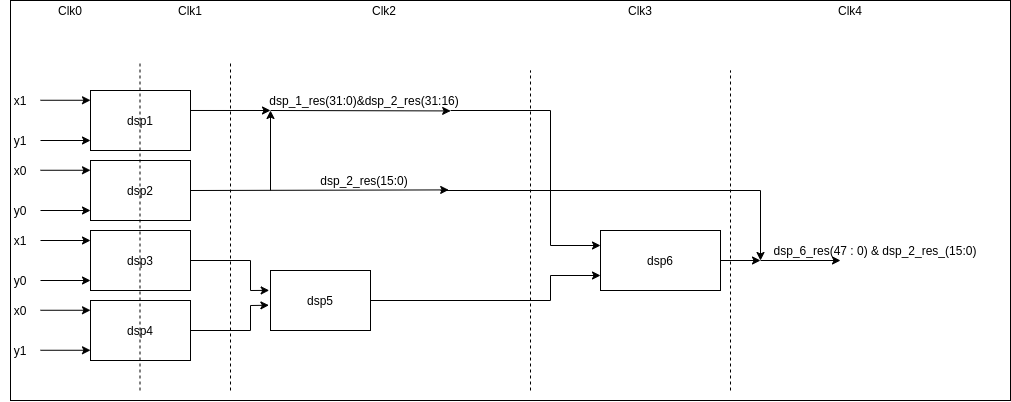 Clk0 Clk1 Clk2 Clk3 Clk4
x1
dsp_1_res(31:0)&dsp_2_res(31:16)
dsp1
y1
x0
dsp_2_res(15:0)
dsp2
y0
x1
dsp_6_res(47 : 0) & dsp_2_res_(15:0)
dsp3
dsp6
y0
x0
dsp5
dsp4
y1